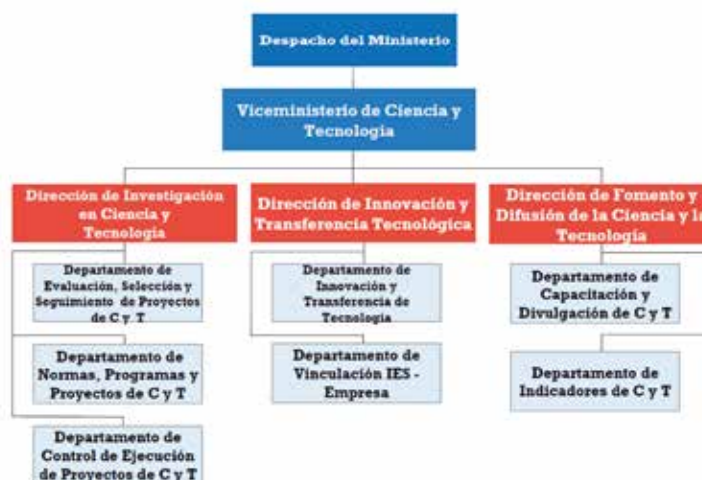 Despacho del Ministerio
Viceministerio de Ciencia y
Tecnología
Dirección de Investigación
en Ciencia y
Tecnología
Dirección de Innovación y
Transferencia Tecnológica
Dirección de Fomento y
Difusión de la Ciencia y la
Tecnología
Departamento de
Evaluación, Selección y
Seguimiento de Proyectos
de C y T
Departamento de
Innovación y
Transferencia de
Tecnología
Departamento de
Capacitación y
Divulgación de C y T
Departamento de
Normas, Programas y
Proyectos de C y T
Departamento de
Vinculación IES -
Empresa
Departamento de
Indicadores de C y T
Departamento de
Control de Ejecución
de Proyectos de C y T